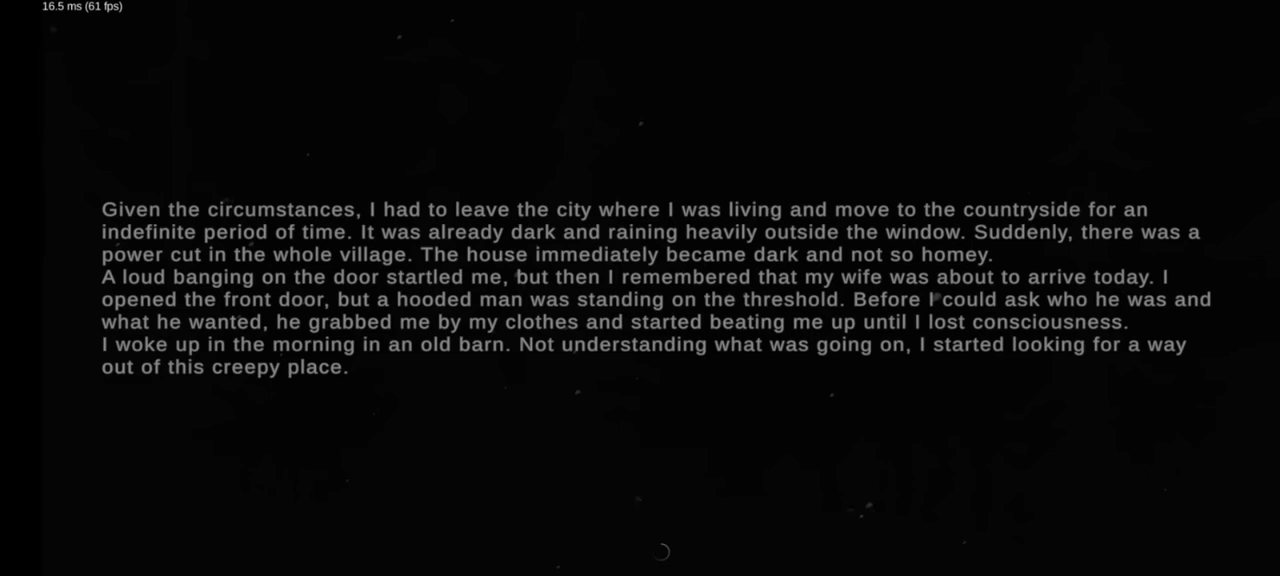 16.5 ms (61 fps)
Given the circumstances, I had to leave the city where I was living and move to the countryside for an
indefinite period of time. It was already dark and raining heavily outside the window. Suddenly, there was a
power cut in the whole village. The house immediately became dark and not so homey.
A loud banging on the door startled me, but then I remembered that my wife was about to arrive today. I
opened the front door, but a hooded man was standing on the threshold. Before I could ask who he was and
what he wanted, he grabbed me by my clothes and started beating me up until I lost consciousness.
I woke up in the morning in an old barn. Not understanding what was going on, I started looking for a way
out of this creepy place.